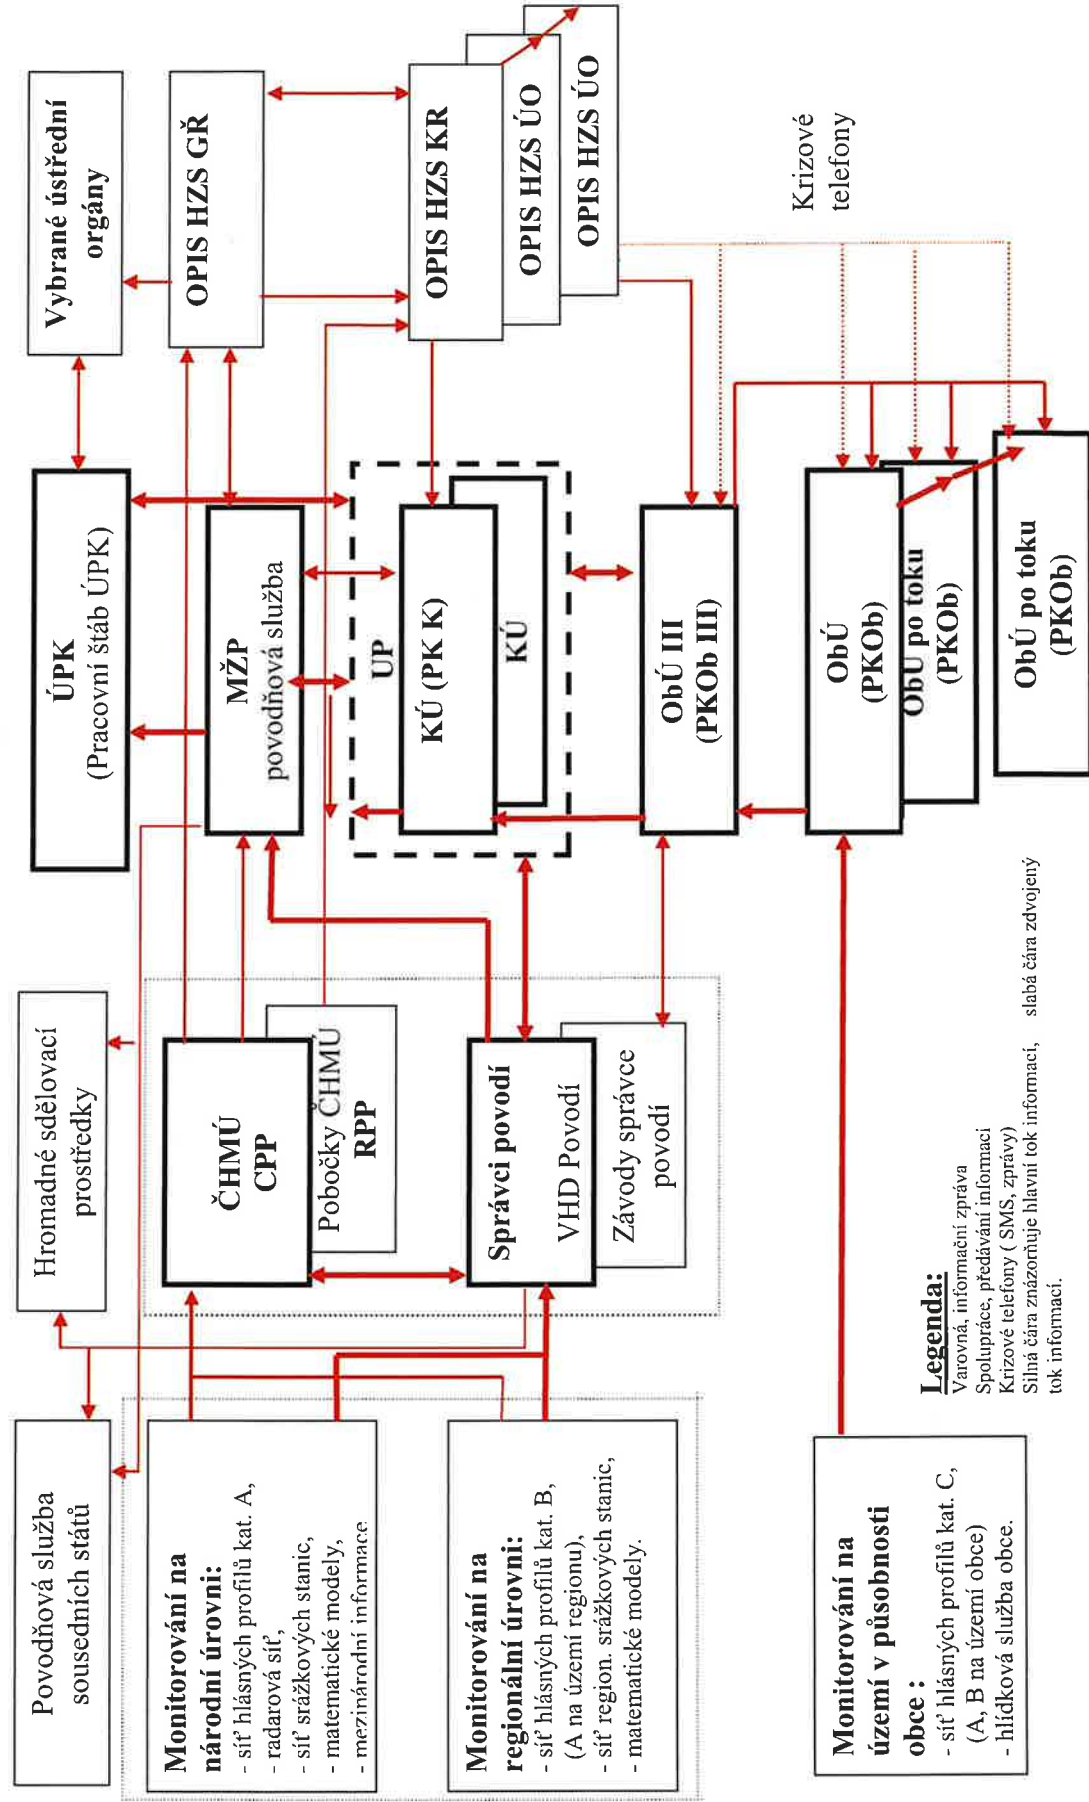 Povodňová služba
sousedních států
Hromadné sdělovací
prostředky
ÚPK
(Pracovní štáb ÚPK)
Vybrané ústřední
orgány
Monitorování na
národní úrovni:
- síť hlásných profilů kat. A,
- radarová síť,
- síť srážkových stanic,
- matematické modely,
- mezinárodní informace
ČHMÚ
CPP
Pobočky ČHMÚ
RPP
MŽP
povodňová služba
OPIS HZS GŘ
Monitorování na
regionální úrovni:
- síť hlásných profilů kat. B,
(A na území regionu),
- síť region. srážkových stanic,
- matematické modely.
Správci povodí
VHD Povodí
Závody správce
povodí
UP
KÚ (PK K)
KÚ
OPIS HZS KR
OPIS HZS ÚO
OPIS HZS ÚO
ObÚ III
(PKOb III)
Krizové
telefony
Monitorování na
území v působnosti
obce :
- síť hlásných profilů kat. C,
(A, B na území obce)
- hlídková služba obce.
ObÚ
(PKOb)
ObÚ po toku
(PKOb)
ObÚ po toku
(PKOb)
Legenda:
Varovná, informační zpráva
Spolupráce, předávání informaci
Krizové telefony ( SMS, zprávy)
Silná čára znázorňuje hlavní tok informací, slabá čára zdvojený
tok informací.